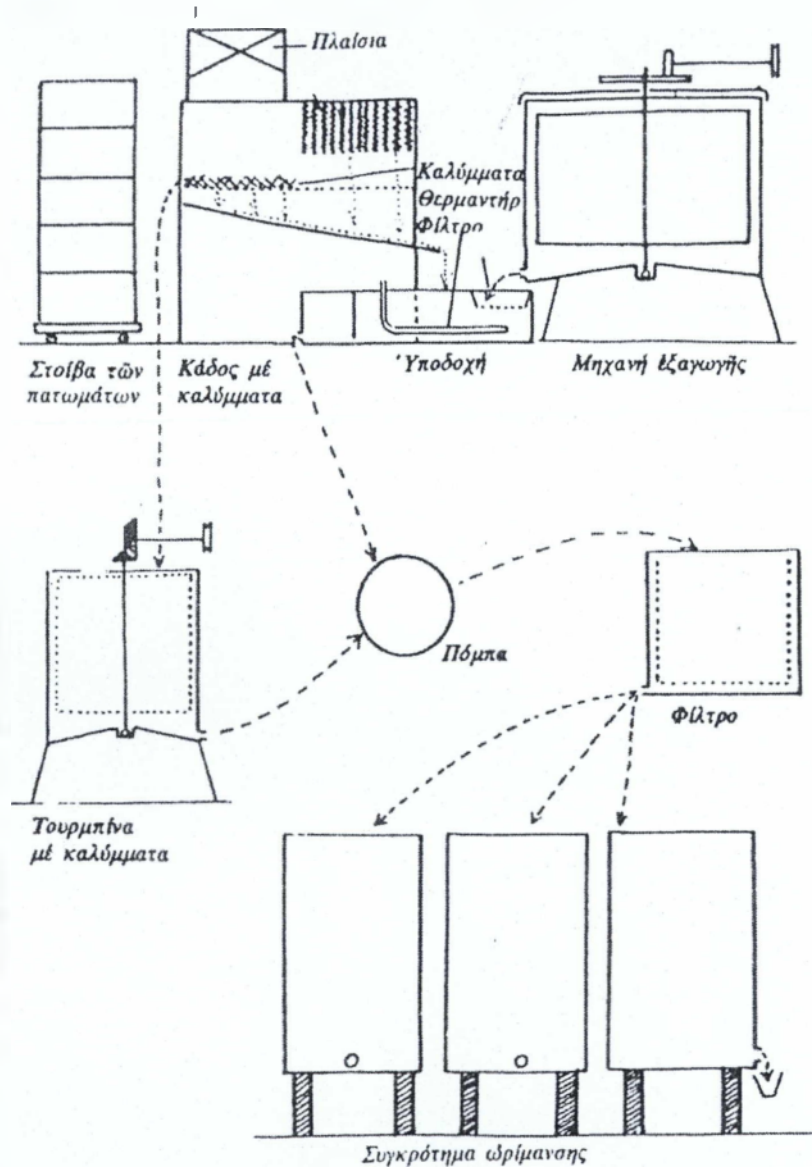 Πλαίσια
Καλύμματα
Θερμαντήρ
Φίλτρο
Στοίβα τῶν
πατωμάτων
Κάδος μέ
καλύμματα
Ὑποδοχή
Μηχανή ἐξαγωγῆς
Πόμπα
Φίλτρο
Τουρμπίνα
μέ καλύμματα
Συγκρότημα ὡρίμανσης